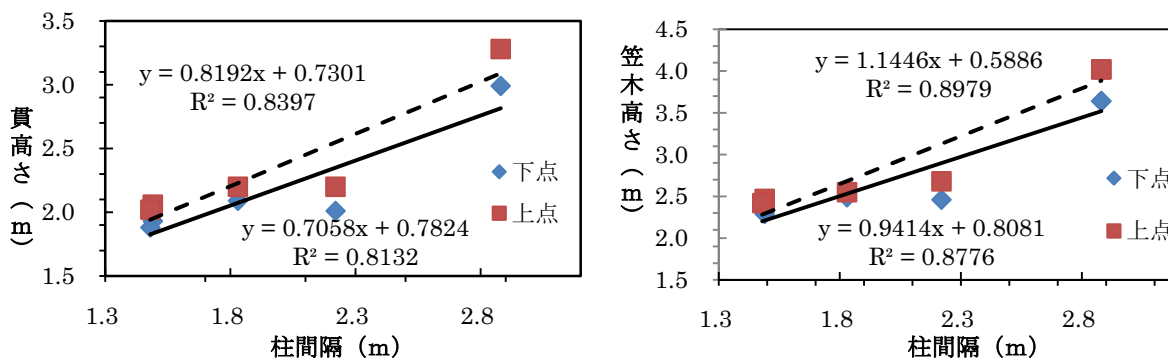 3.5
3.0
2.5
2.0
1.5
貫高さ(m)
y = 0.8192x + 0.7301
R² = 0.8397
下点
上点
y = 0.7058x + 0.7824
R² = 0.8132
1.3
1.8
2.3
2.8
柱間隔（m）
4.5
4.0
3.5
3.0
2.5
2.0
1.5
笠木高さ(m)
y = 1.1446x + 0.5886
R² = 0.8979
下点
上点
y = 0.9414x + 0.8081
R² = 0.8776
1.3
1.8
2.3
2.8
柱間隔（m）